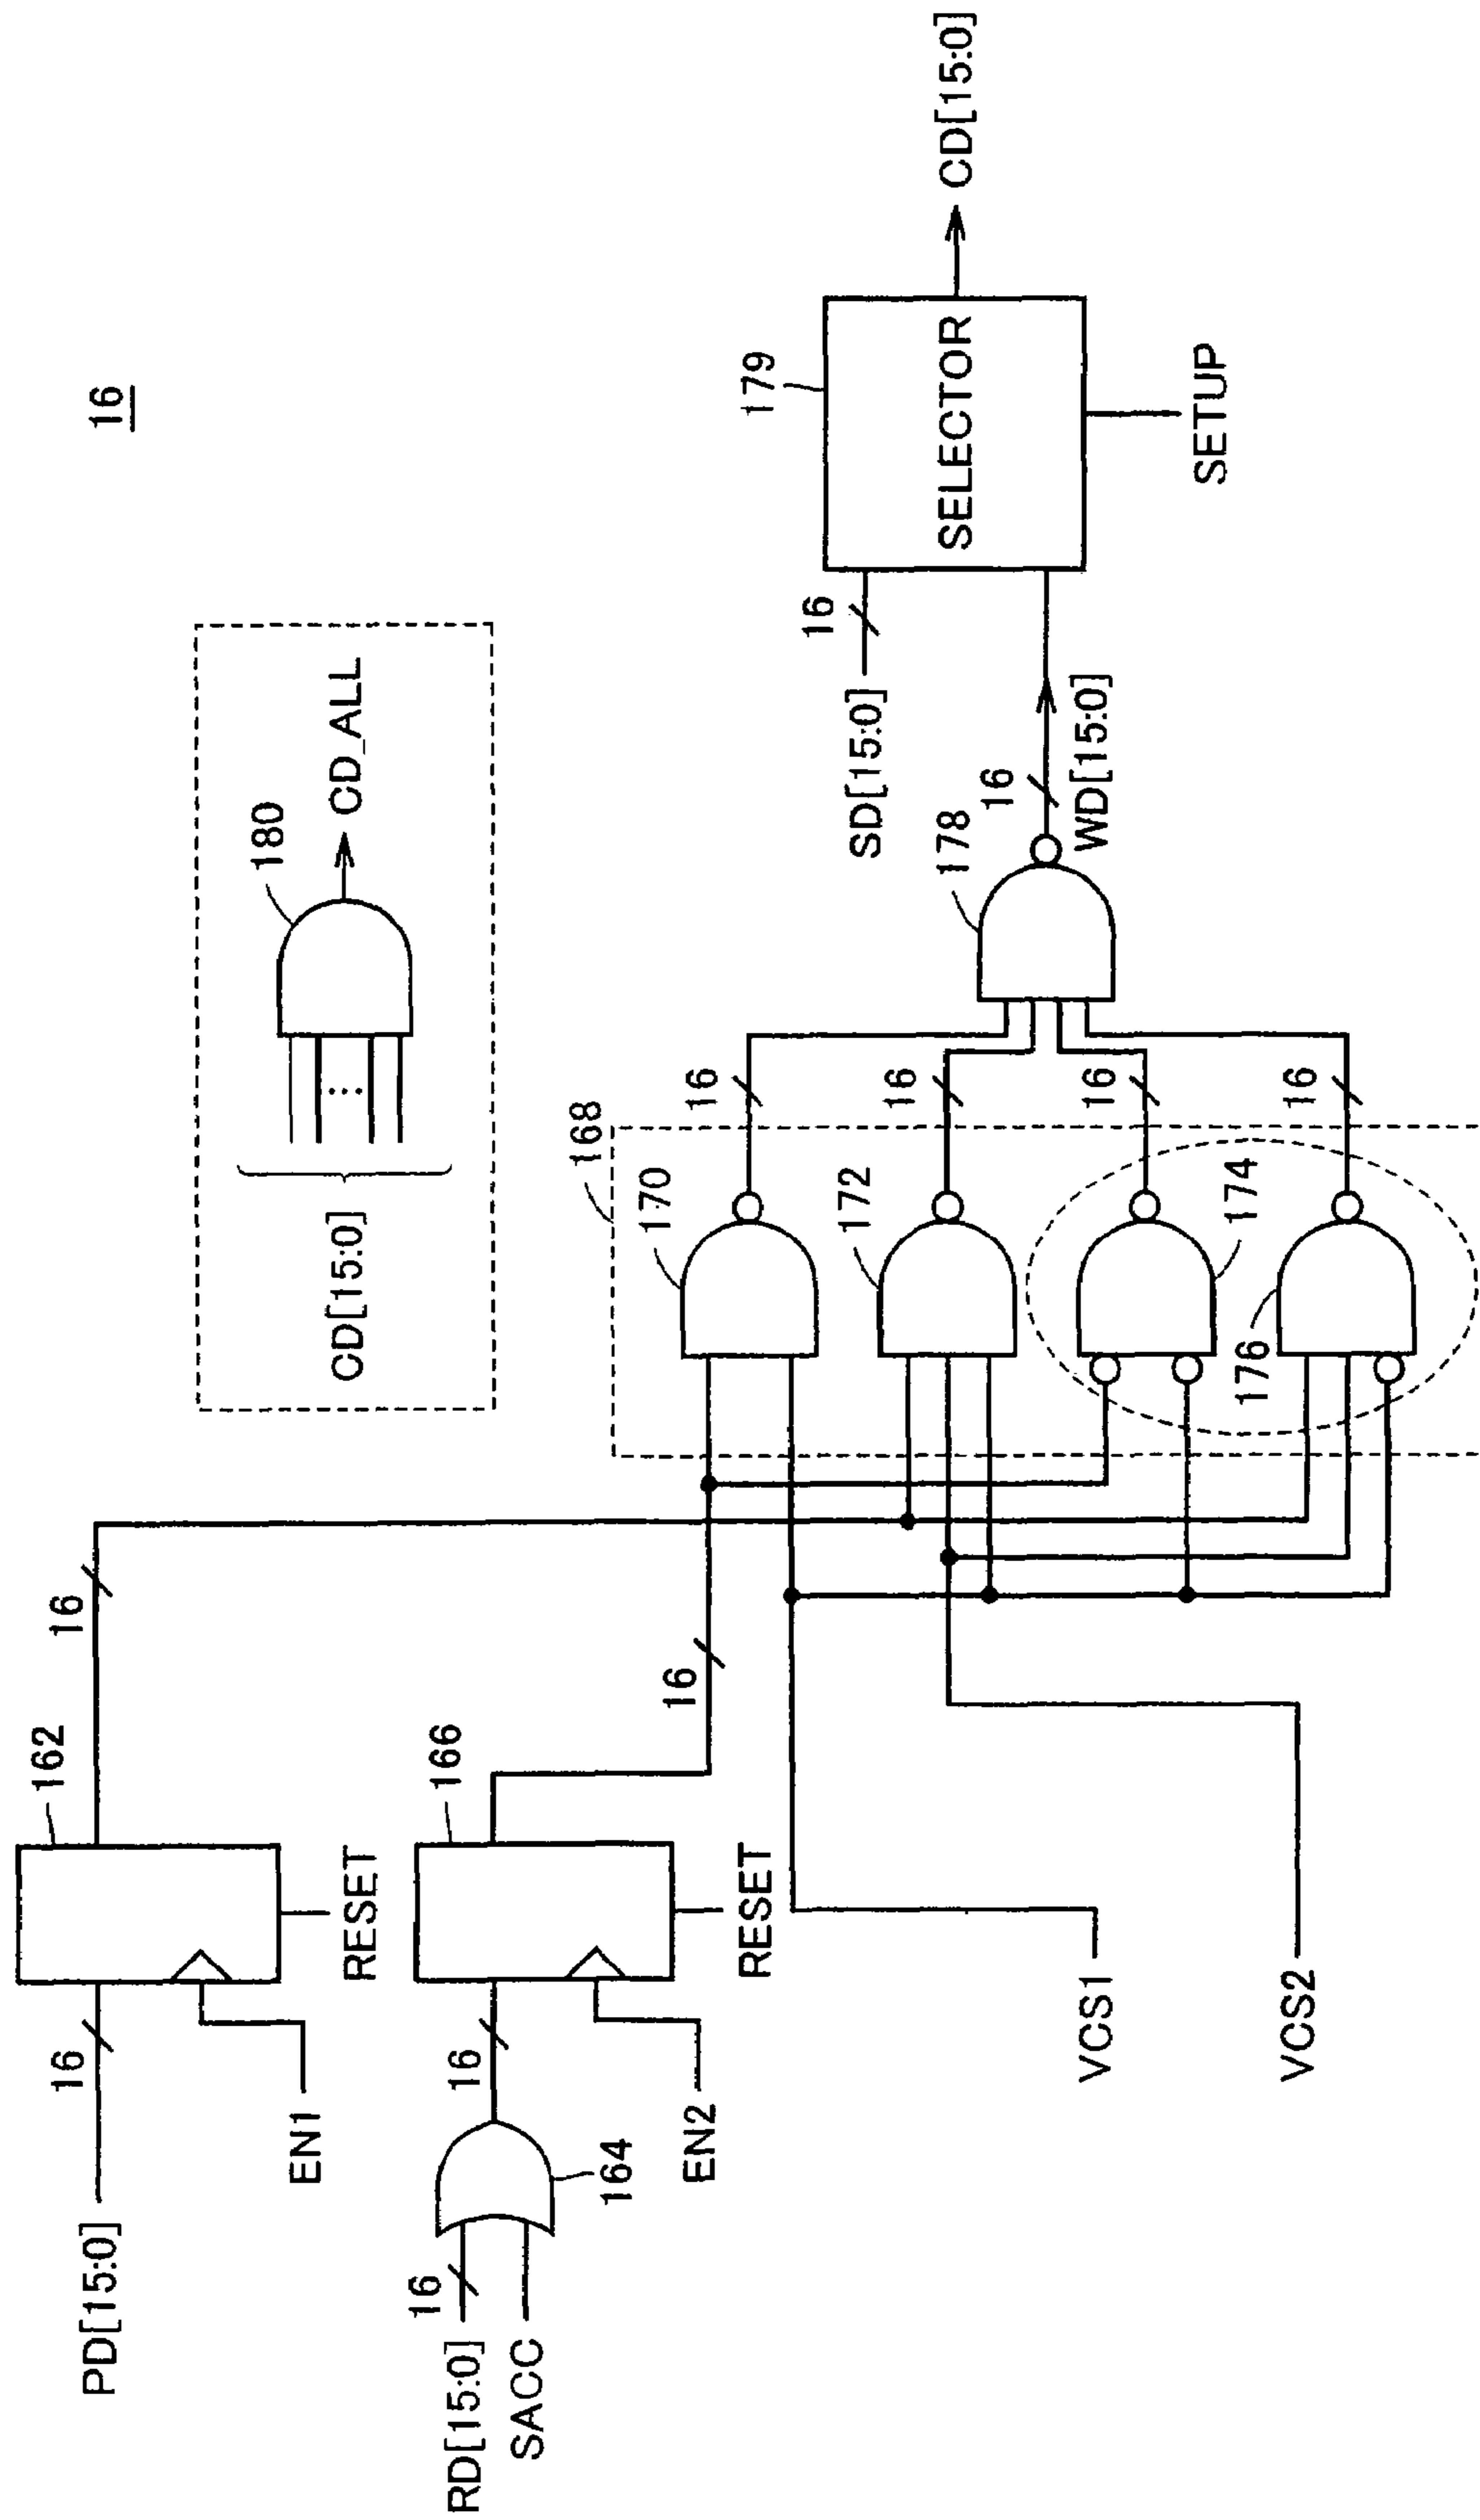 16
PD[15:0]
16
162
16
EN1
RESET
CD[15:0]
180
CD_ALL
RD[15:0]
16
SACC
164
16
166
EN2
RESET
16
168
170
16
172
16
174
16
176
16
178
16
WD[15:0]
SD[15:0]
16
179
SELECTOR
SETUP
CD[15:0]
VCS1
VCS2